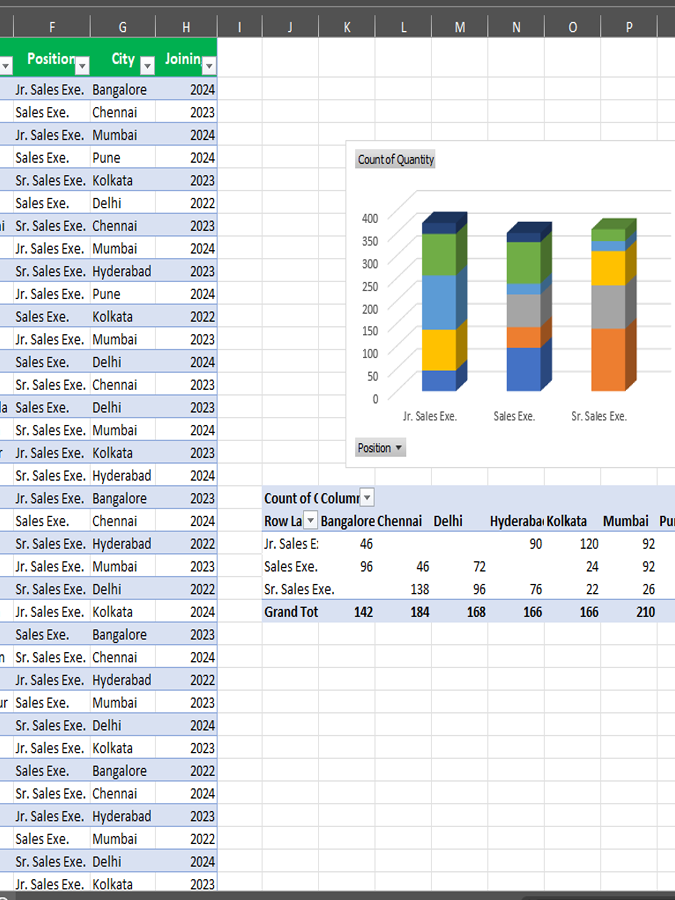 F G H I J K L M N O P
Position City Joinin
Jr. Sales Exe. Bangalore 2024
Sales Exe. Chennai 2023
Jr. Sales Exe. Mumbai 2024
Sales Exe. Pune 2024
Sr. Sales Exe. Kolkata 2023
Sales Exe. Delhi 2022
i Sr. Sales Exe. Chennai 2023
Jr. Sales Exe. Mumbai 2024
Sr. Sales Exe. Hyderabad 2023
Jr. Sales Exe. Pune 2024
Sales Exe. Kolkata 2022
Jr. Sales Exe. Mumbai 2023
Sales Exe. Delhi 2024
Sr. Sales Exe. Chennai 2023
la Sales Exe. Delhi 2023
Sr. Sales Exe. Mumbai 2024
r Jr. Sales Exe. Kolkata 2023
Sr. Sales Exe. Hyderabad 2024
Jr. Sales Exe. Bangalore 2023
Sales Exe. Chennai 2024
Sr. Sales Exe. Hyderabad 2022
Jr. Sales Exe. Mumbai 2023
Sr. Sales Exe. Delhi 2022
Jr. Sales Exe. Kolkata 2024
Sales Exe. Bangalore 2023
n Sr. Sales Exe. Chennai 2024
Jr. Sales Exe. Hyderabad 2022
ur Sales Exe. Mumbai 2023
Sr. Sales Exe. Delhi 2024
Jr. Sales Exe. Kolkata 2023
Sales Exe. Bangalore 2022
Sr. Sales Exe. Chennai 2024
Jr. Sales Exe. Hyderabad 2023
Sales Exe. Mumbai 2022
Sr. Sales Exe. Delhi 2024
Jr. Sales Exe. Kolkata 2023
Count of Quantity
400
350
300
250
200
150
100
50
0
Jr. Sales Exe. Sales Exe. Sr. Sales Exe.
Position
Count of ( Column
Row La Bangalore Chennai Delhi Hyderabad Kolkata Mumbai Pu
Jr. Sales E: 46 90 120 92
Sales Exe. 96 46 72 24 92
Sr. Sales Exe. 138 96 76 22 26
Grand Tot 142 184 168 166 166 210